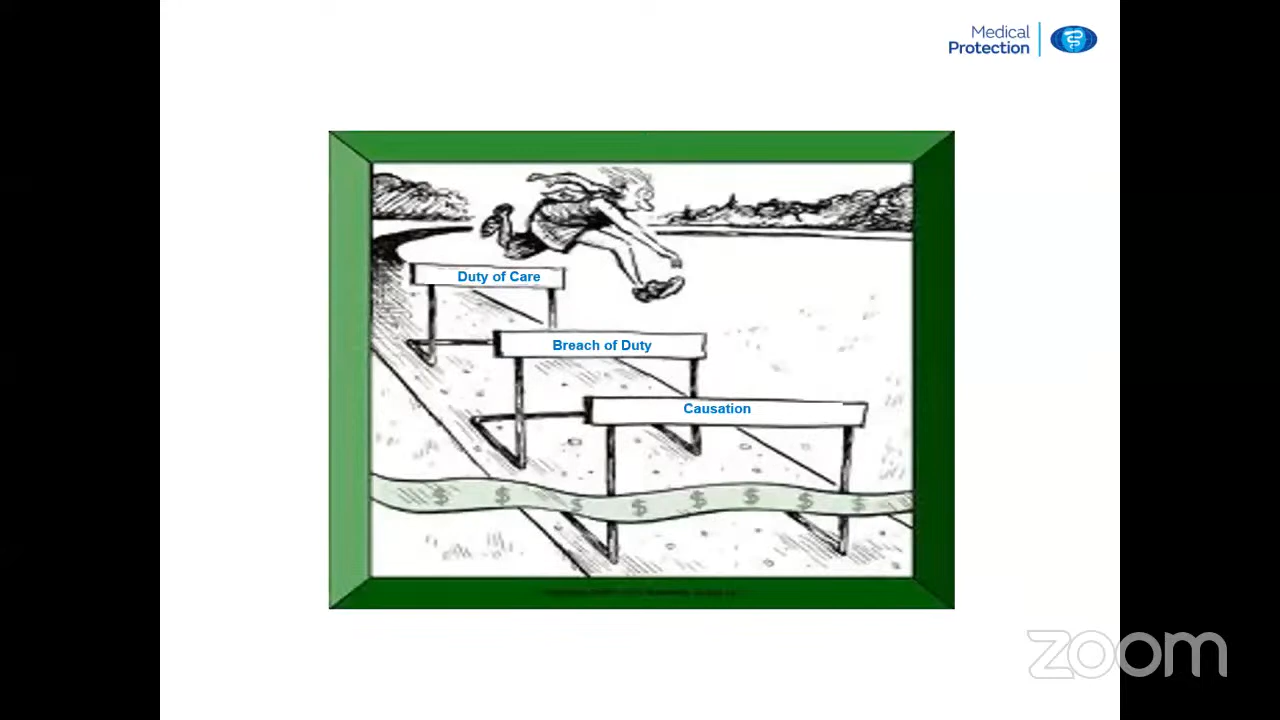 Medical
Protection
Duty of Care
Breach of Duty
Causation
$ $ $ $ $ $ $ $
zoom